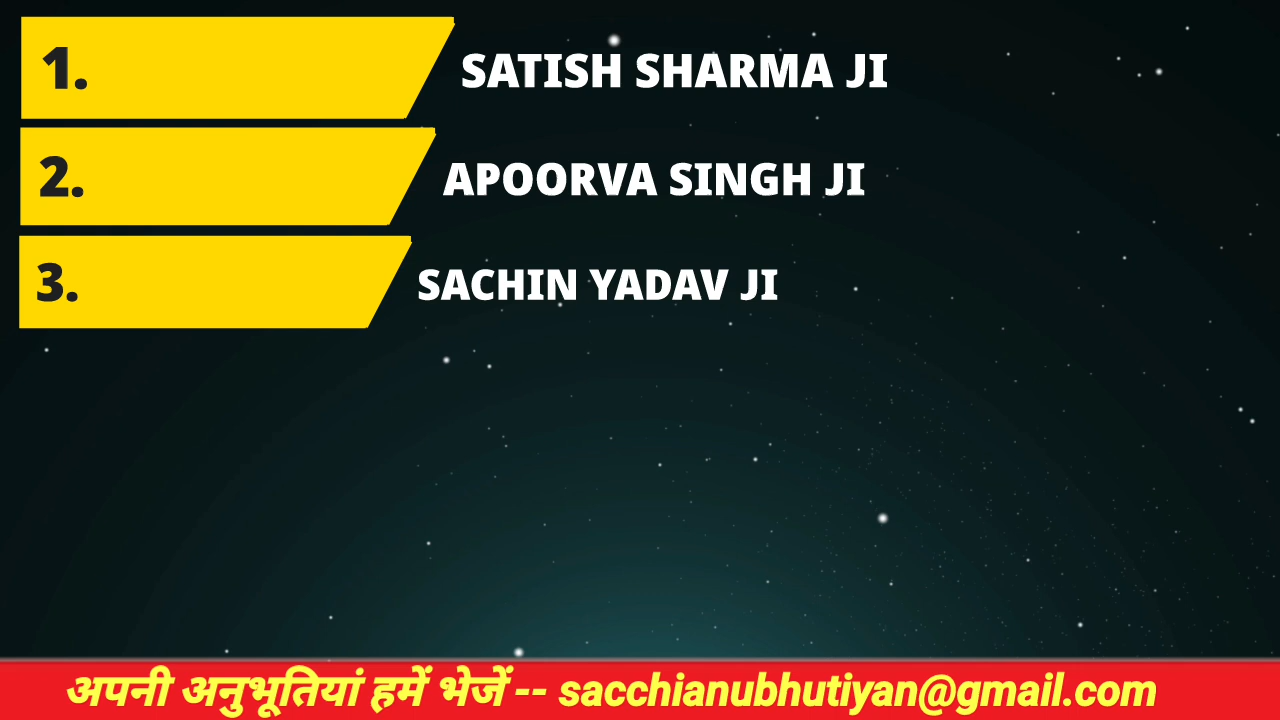 1. SATISH SHARMA JI
2. APOORVA SINGH JI
3. SACHIN YADAV JI
अपनी अनुभूतियां हमें भेजें -- sacchianubhutiyan@gmail.com